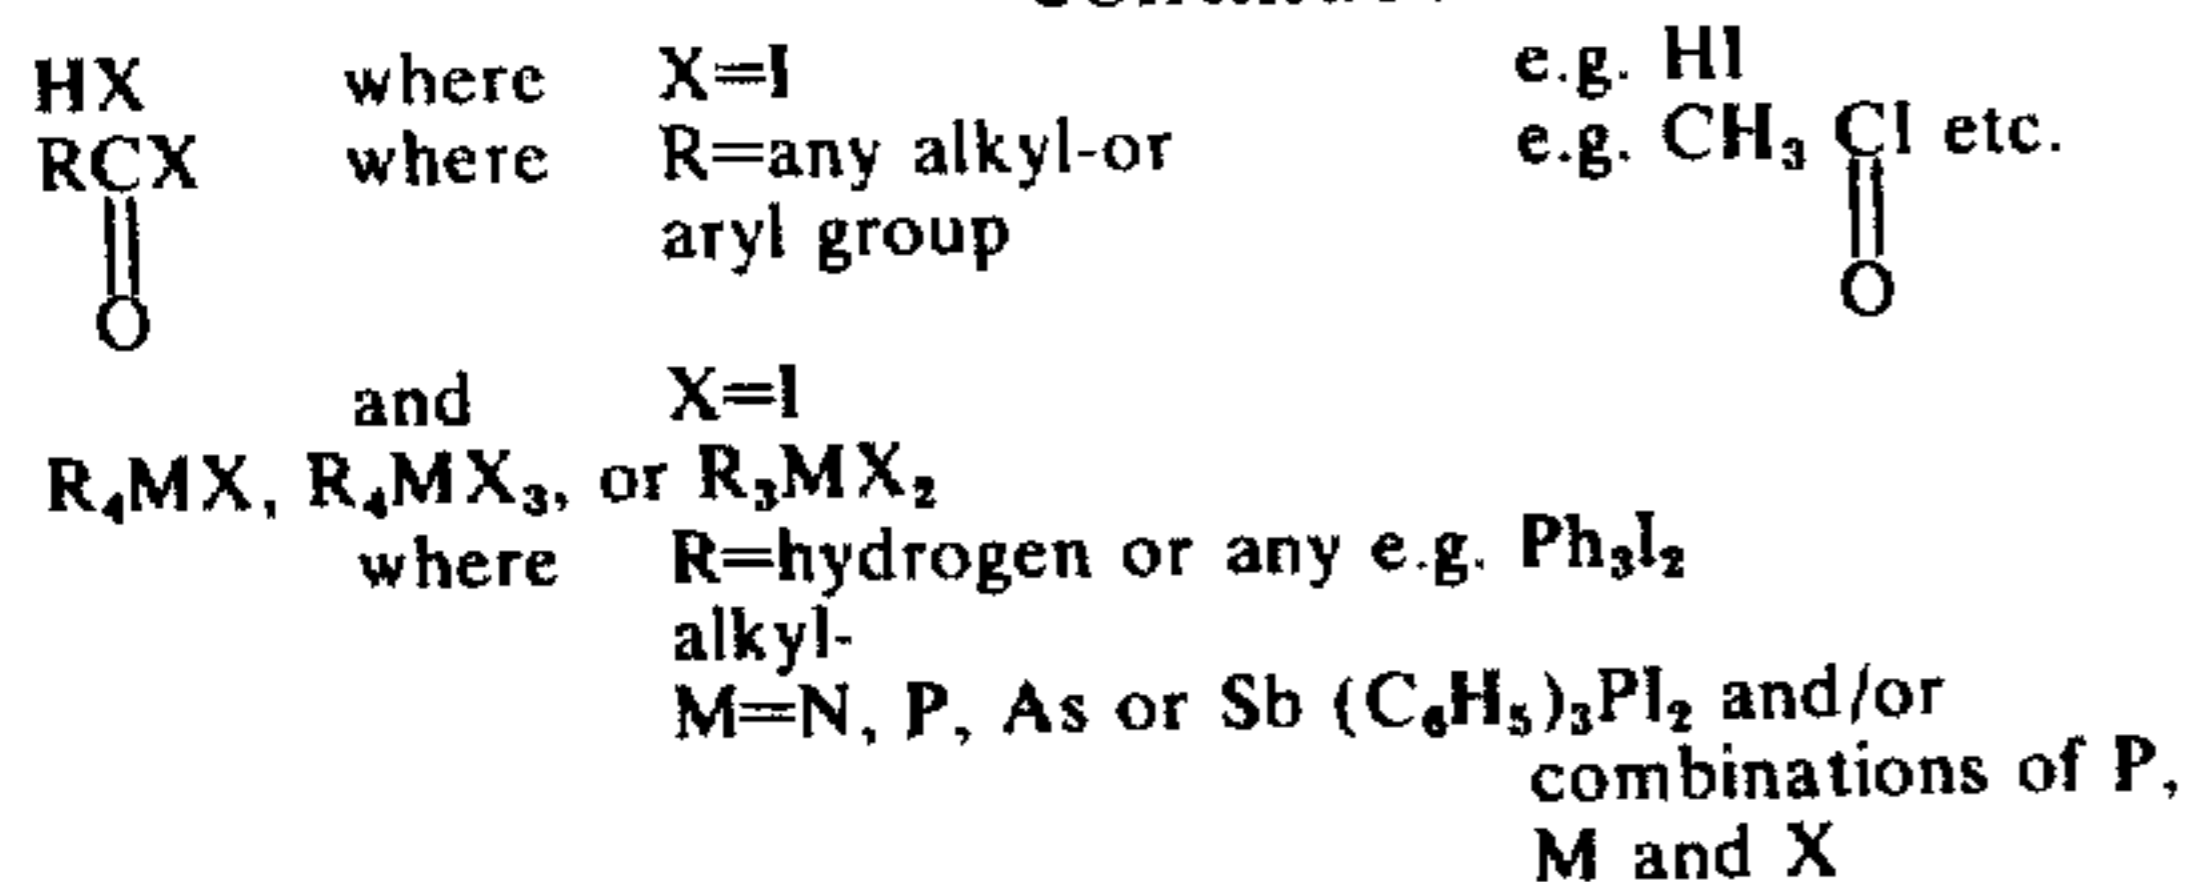 HX where X=I e.g. HI
RCX where R=any alkyl-or e.g. CH₃ CI etc.
aryl group
O O
and X=I
R₄MX, R₄MX₃, or R₃MX₂
where R=hydrogen or any e.g. Ph₃I₂
alkyl-
M=N, P, As or Sb (C₆H₅)₃PI₂ and/or
combinations of P,
M and X